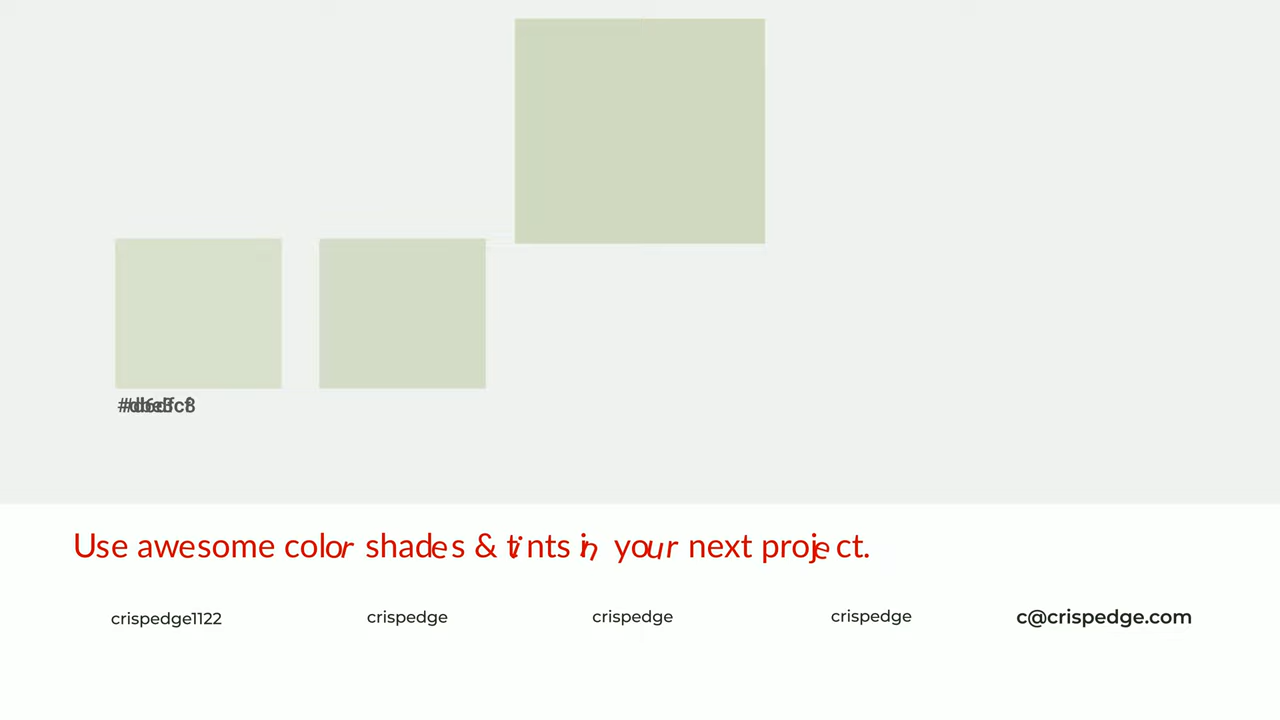 Use awesome color shades & tints in your next project.
crispedge1122 crispedge crispedge crispedge c@crispedge.com